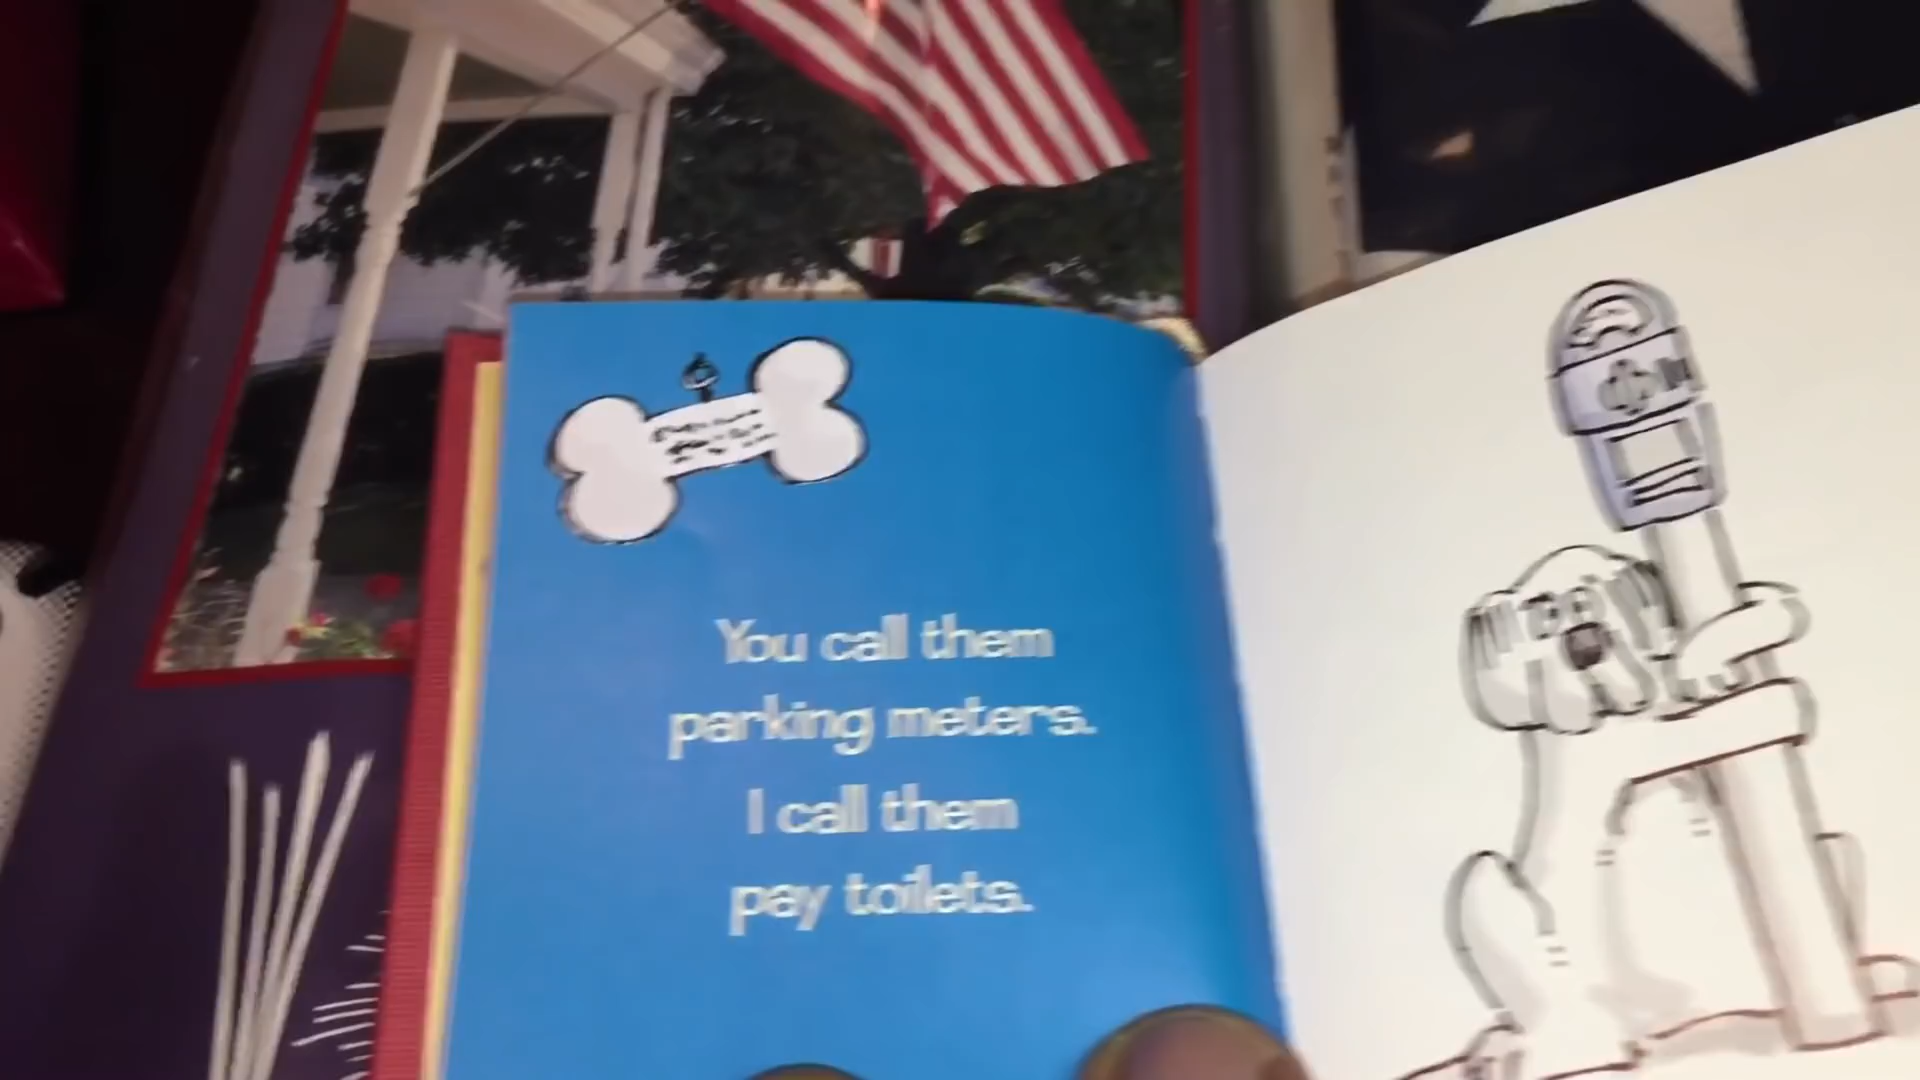 You call them
parking meters.
I call them
pay toilets.